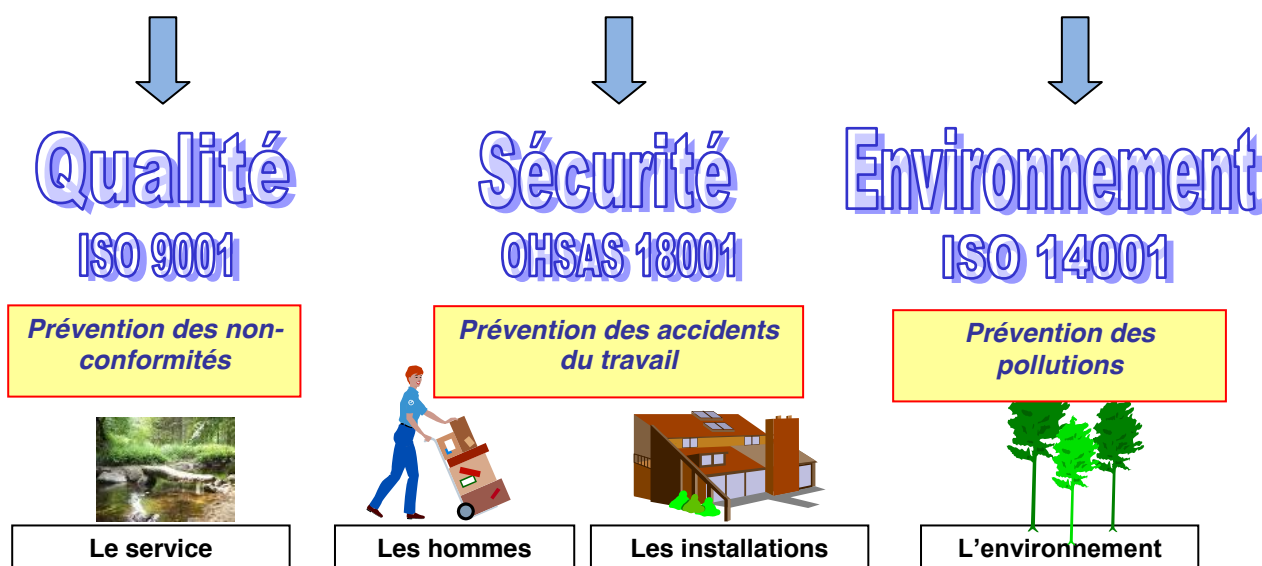 Qualité
ISO 9001
Prévention des non-
conformités
Le service
Sécurité
OHSAS 18001
Prévention des accidents
du travail
Les hommes
Les installations
Environnement
ISO 14001
Prévention des
pollutions
L'environnement